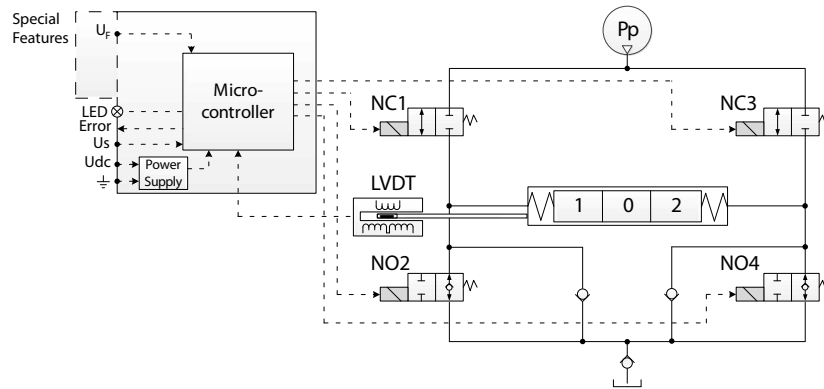 Special
Features
U_F
Pp
Micro-
controller
NC1
NC3
LED
Error
Us
Udc
Power
Supply
LVDT
1 0 2
NO2
NO4